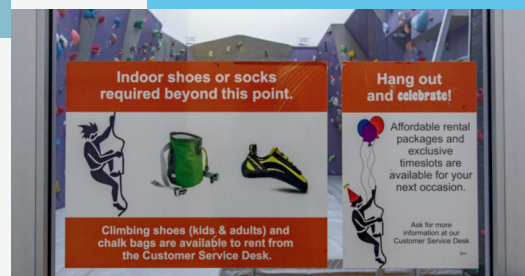 Indoor shoes or socks
required beyond this point.
Climbing shoes (kids & adults) and
chalk bags are available to rent from
the Customer Service Desk.
Hang out
and celebrate!
Affordable rental
packages and
exclusive
timeslots are
available for your
next occasion.
Ask for more
information at our
Customer Service Desk